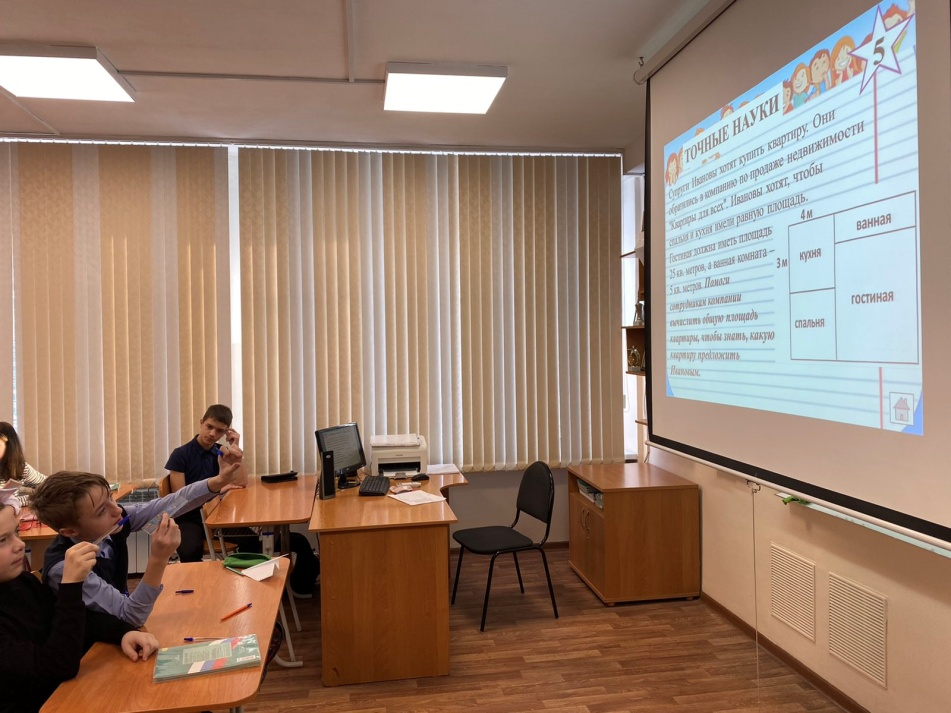 5
ТОЧНЫЕ НАУКИ
Супруги Ивановы хотят купить квартиру. Они
обратились в компанию по продаже недвижимости
"Квартиры для всех". Ивановы хотят, чтобы
спальня и кухня имели равную площадь.
Гостиная должна иметь площадь
25 кв. метров, а ванная комната –
5 кв. метров. Помоги
сотрудникам компании
вычислить общую площадь
квартиры, чтобы знать, какую
квартиру предложить
Ивановым.
4 м
3 м
кухня
ванная
спальня
гостиная